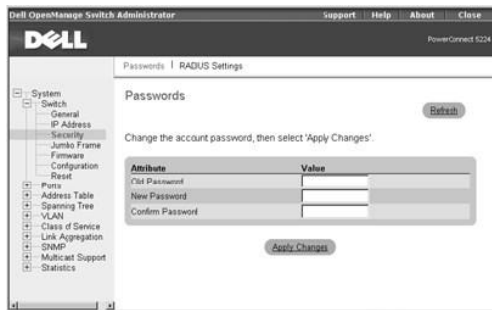 Dell OpenManage Switch Administrator Support Help About Close
DELL
PowerConnect 5224
Passwords | RADIUS Settings
System
Switch
General
IP Address
Security
Jumbo Frame
Firmware
Configuration
Reset
Ports
Address Table
Spanning Tree
VLAN
Class of Service
Link Aggregation
SNMP
Multicast Support
Statistics
Passwords
Refresh
Change the account password, then select 'Apply Changes'.
Attribute Value
Old Password
New Password
Confirm Password
Apply Changes